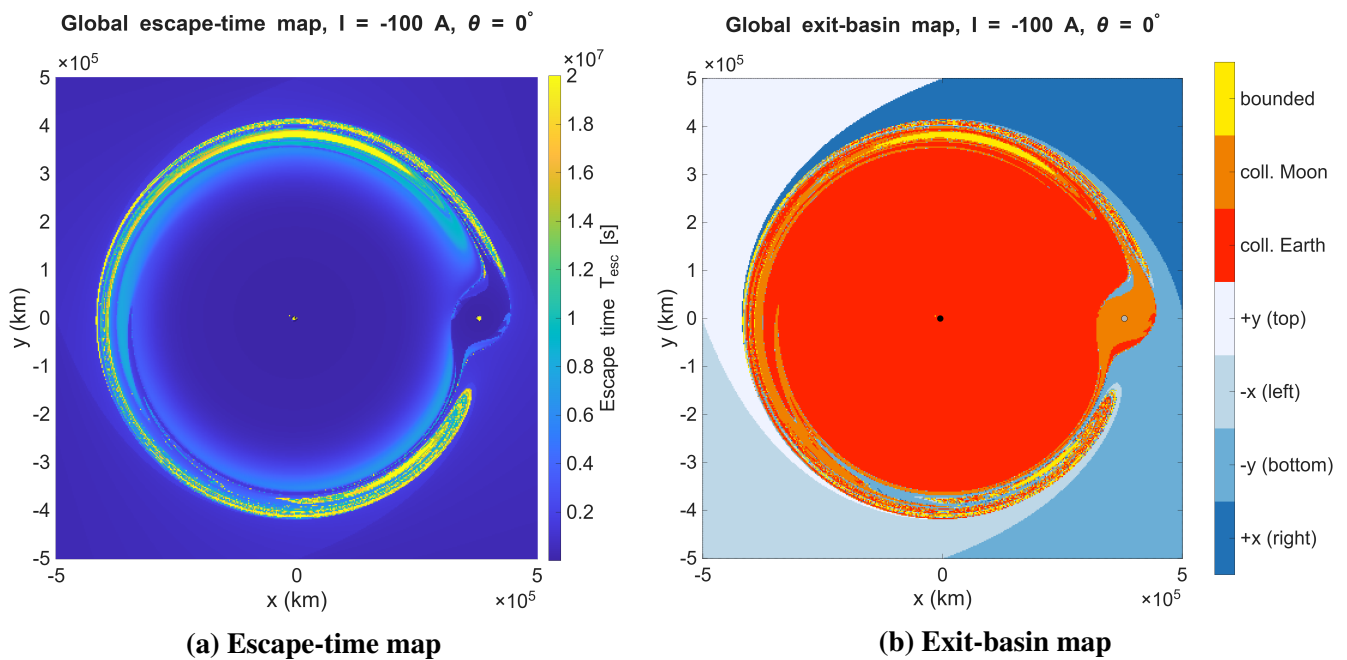 Global escape-time map, I = -100 A, θ = 0°
×10⁵
×10⁷
5
4
3
2
1
0
-1
-2
-3
-4
-5
y (km)
-5
0
5
x (km)
×10⁵
2
1.8
1.6
1.4
1.2
1
0.8
0.6
0.4
0.2
Escape time T_esc [s]
(a) Escape-time map
Global exit-basin map, I = -100 A, θ = 0°
×10⁵
5
4
3
2
1
0
-1
-2
-3
-4
-5
y (km)
-5
0
5
x (km)
×10⁵
bounded
coll. Moon
coll. Earth
+y (top)
-x (left)
-y (bottom)
+x (right)
(b) Exit-basin map